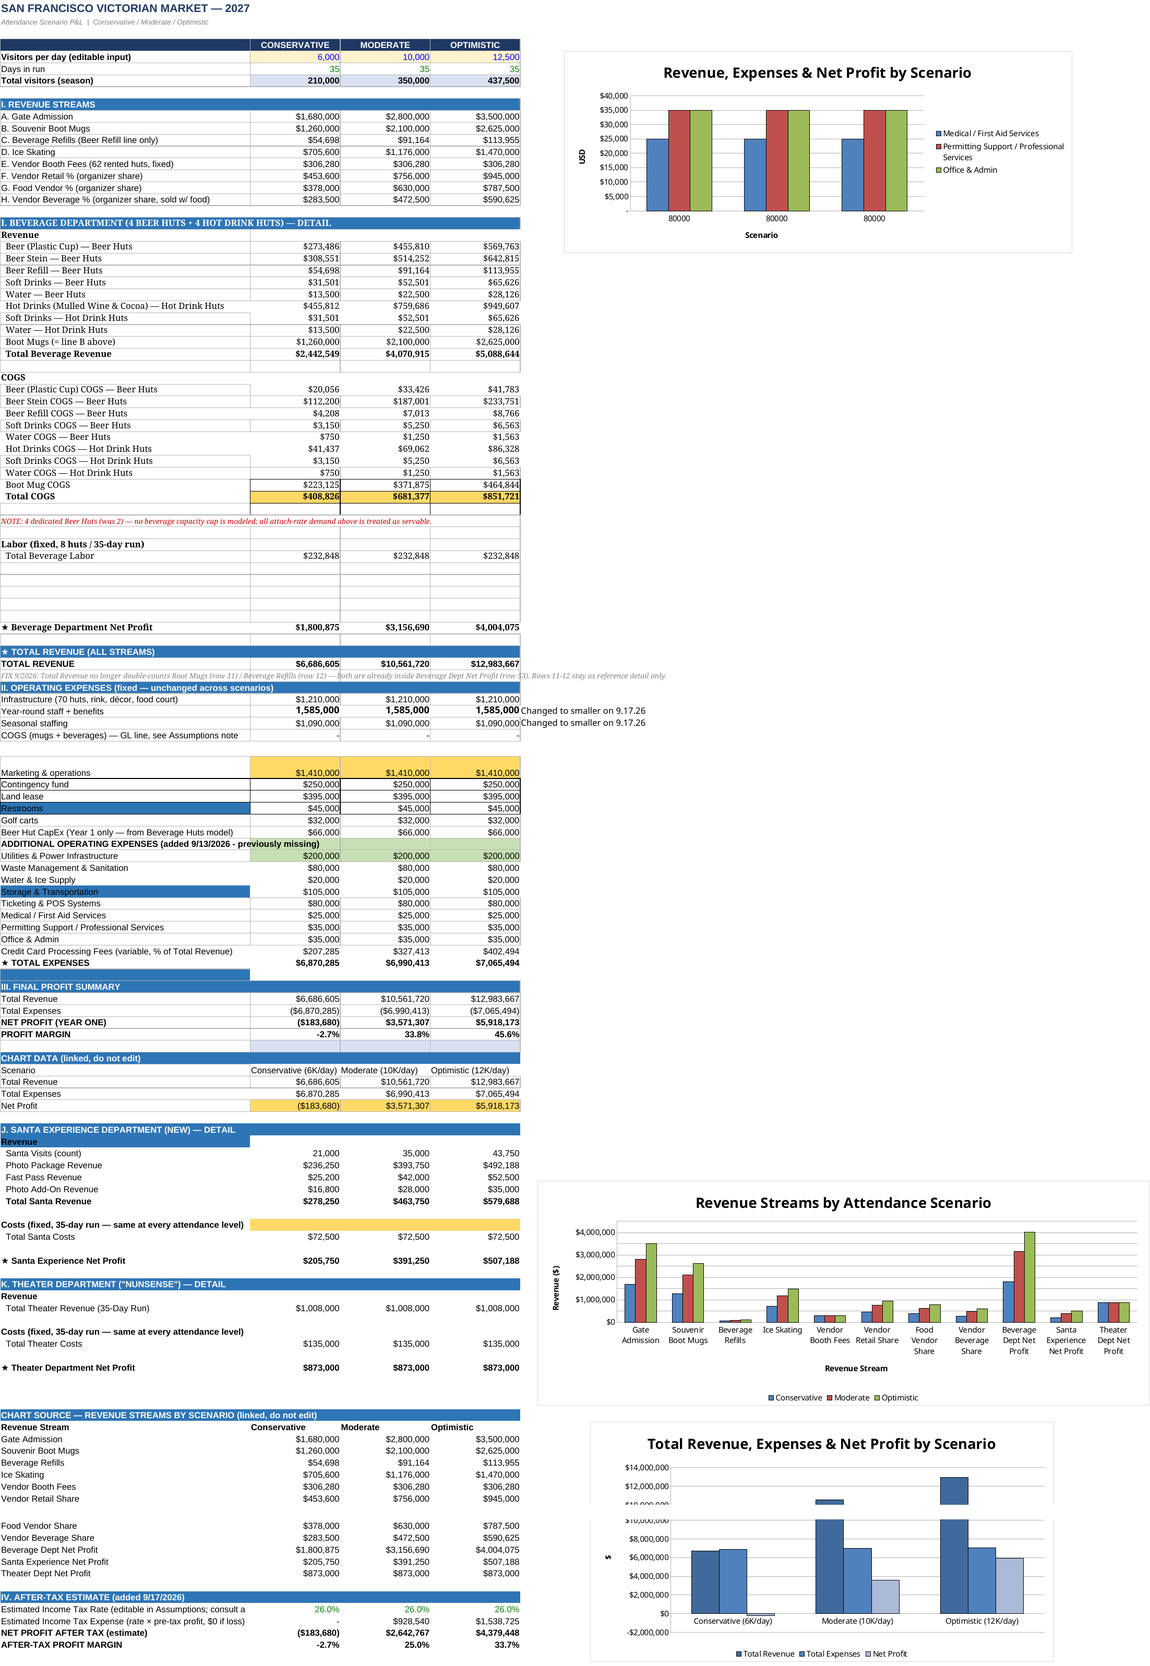 SAN FRANCISCO VICTORIAN MARKET — 2027
Attendance Scenario P&L | Conservative / Moderate / Optimistic
CONSERVATIVE MODERATE OPTIMISTIC
Visitors per day (editable input) 6,000 10,000 12,500
Days in run 35 35 35
Total visitors (season) 210,000 350,000 437,500
I. REVENUE STREAMS
A. Gate Admission $1,680,000 $2,800,000 $3,500,000
B. Souvenir Boot Mugs $1,260,000 $2,100,000 $2,625,000
C. Beverage Refills (Beer Refill line only) $54,698 $91,164 $113,955
D. Ice Skating $705,600 $1,176,000 $1,470,000
E. Vendor Booth Fees (62 rented huts, fixed) $306,280 $306,280 $306,280
F. Vendor Retail % (organizer share) $453,600 $756,000 $945,000
G. Food Vendor % (organizer share) $378,000 $630,000 $787,500
H. Vendor Beverage % (organizer share, sold w/ food) $283,500 $472,500 $590,625
I. BEVERAGE DEPARTMENT (4 BEER HUTS + 4 HOT DRINK HUTS) — DETAIL
Revenue
Beer (Plastic Cup) — Beer Huts $273,486 $455,810 $569,763
Beer Stein — Beer Huts $308,551 $514,252 $642,815
Beer Refill — Beer Huts $54,698 $91,164 $113,955
Soft Drinks — Beer Huts $31,501 $52,501 $65,626
Water — Beer Huts $13,500 $22,500 $28,126
Hot Drinks (Mulled Wine & Cocoa) — Hot Drink Huts $455,812 $759,686 $949,607
Soft Drinks — Hot Drink Huts $31,501 $52,501 $65,626
Water — Hot Drink Huts $13,500 $22,500 $28,126
Boot Mugs (= line B above) $1,260,000 $2,100,000 $2,625,000
Total Beverage Revenue $2,442,549 $4,070,915 $5,088,644
COGS
Beer (Plastic Cup) COGS — Beer Huts $20,056 $33,426 $41,783
Beer Stein COGS — Beer Huts $112,200 $187,001 $233,751
Beer Refill COGS — Beer Huts $4,208 $7,013 $8,766
Soft Drinks COGS — Beer Huts $3,150 $5,250 $6,563
Water COGS — Beer Huts $750 $1,250 $1,563
Hot Drinks COGS — Hot Drink Huts $41,437 $69,062 $86,328
Soft Drinks COGS — Hot Drink Huts $3,150 $5,250 $6,563
Water COGS — Hot Drink Huts $750 $1,250 $1,563
Boot Mug COGS $223,125 $371,875 $464,844
Total COGS $408,826 $681,377 $851,721
NOTE: 4 dedicated Beer Huts (was 2) — no beverage capacity cap is modeled; all attach-rate demand above is treated as servable.
Labor (fixed, 8 huts / 35-day run)
Total Beverage Labor $232,848 $232,848 $232,848
★ Beverage Department Net Profit $1,800,875 $3,156,690 $4,004,075
★ TOTAL REVENUE (ALL STREAMS)
TOTAL REVENUE $6,686,605 $10,561,720 $12,983,667
FIX 9/2026: Total Revenue no longer double-counts Boot Mugs (row 11) / Beverage Refills (row 12) — both are already inside Beverage Dept Net Profit (row 53). Rows 11-12 stay as reference detail only.
II. OPERATING EXPENSES (fixed — unchanged across scenarios)
Infrastructure (70 huts, rink, décor, food court) $1,210,000 $1,210,000 $1,210,000
Year-round staff + benefits 1,585,000 1,585,000 1,585,000 Changed to smaller on 9.17.26
Seasonal staffing $1,090,000 $1,090,000 $1,090,000 Changed to smaller on 9.17.26
COGS (mugs + beverages) — GL line, see Assumptions note - - -
Marketing & operations $1,410,000 $1,410,000 $1,410,000
Contingency fund $250,000 $250,000 $250,000
Land lease $395,000 $395,000 $395,000
Restrooms $45,000 $45,000 $45,000
Golf carts $32,000 $32,000 $32,000
Beer Hut CapEx (Year 1 only — from Beverage Huts model) $66,000 $66,000 $66,000
ADDITIONAL OPERATING EXPENSES (added 9/13/2026 - previously missing)
Utilities & Power Infrastructure $200,000 $200,000 $200,000
Waste Management & Sanitation $80,000 $80,000 $80,000
Water & Ice Supply $20,000 $20,000 $20,000
Storage & Transportation $105,000 $105,000 $105,000
Ticketing & POS Systems $80,000 $80,000 $80,000
Medical / First Aid Services $25,000 $25,000 $25,000
Permitting Support / Professional Services $35,000 $35,000 $35,000
Office & Admin $35,000 $35,000 $35,000
Credit Card Processing Fees (variable, % of Total Revenue) $207,285 $327,413 $402,494
★ TOTAL EXPENSES $6,870,285 $6,990,413 $7,065,494
III. FINAL PROFIT SUMMARY
Total Revenue $6,686,605 $10,561,720 $12,983,667
Total Expenses ($6,870,285) ($6,990,413) ($7,065,494)
NET PROFIT (YEAR ONE) ($183,680) $3,571,307 $5,918,173
PROFIT MARGIN -2.7% 33.8% 45.6%
CHART DATA (linked, do not edit)
Scenario Conservative (6K/day) Moderate (10K/day) Optimistic (12K/day)
Total Revenue $6,686,605 $10,561,720 $12,983,667
Total Expenses $6,870,285 $6,990,413 $7,065,494
Net Profit ($183,680) $3,571,307 $5,918,173
J. SANTA EXPERIENCE DEPARTMENT (NEW) — DETAIL
Revenue
Santa Visits (count) 21,000 35,000 43,750
Photo Package Revenue $236,250 $393,750 $492,188
Fast Pass Revenue $25,200 $42,000 $52,500
Photo Add-On Revenue $16,800 $28,000 $35,000
Total Santa Revenue $278,250 $463,750 $579,688
Costs (fixed, 35-day run — same at every attendance level)
Total Santa Costs $72,500 $72,500 $72,500
★ Santa Experience Net Profit $205,750 $391,250 $507,188
K. THEATER DEPARTMENT ("NUNSENSE") — DETAIL
Revenue
Total Theater Revenue (35-Day Run) $1,008,000 $1,008,000 $1,008,000
Costs (fixed, 35-day run — same at every attendance level)
Total Theater Costs $135,000 $135,000 $135,000
★ Theater Department Net Profit $873,000 $873,000 $873,000
CHART SOURCE — REVENUE STREAMS BY SCENARIO (linked, do not edit)
Revenue Stream Conservative Moderate Optimistic
Gate Admission $1,680,000 $2,800,000 $3,500,000
Souvenir Boot Mugs $1,260,000 $2,100,000 $2,625,000
Beverage Refills $54,698 $91,164 $113,955
Ice Skating $705,600 $1,176,000 $1,470,000
Vendor Booth Fees $306,280 $306,280 $306,280
Vendor Retail Share $453,600 $756,000 $945,000
Food Vendor Share $378,000 $630,000 $787,500
Vendor Beverage Share $283,500 $472,500 $590,625
Beverage Dept Net Profit $1,800,875 $3,156,690 $4,004,075
Santa Experience Net Profit $205,750 $391,250 $507,188
Theater Dept Net Profit $873,000 $873,000 $873,000
IV. AFTER-TAX ESTIMATE (added 9/17/2026)
Estimated Income Tax Rate (editable in Assumptions; consult a 26.0% 26.0% 26.0%
Estimated Income Tax Expense (rate × pre-tax profit, $0 if loss) - $928,540 $1,538,725
NET PROFIT AFTER TAX (estimate) ($183,680) $2,642,767 $4,379,448
AFTER-TAX PROFIT MARGIN -2.7% 25.0% 33.7%
Revenue, Expenses & Net Profit by Scenario
$40,000
$35,000
$30,000
$25,000
$20,000
$15,000
$10,000
$5,000
-
USD
80000 80000 80000
Scenario
Medical / First Aid Services
Permitting Support / Professional
Services
Office & Admin
Revenue Streams by Attendance Scenario
$4,000,000
$3,000,000
$2,000,000
$1,000,000
$0
Revenue ($)
Gate Souvenir Beverage Ice Skating Vendor Vendor Food Vendor Beverage Santa Theater
Admission Boot Mugs Refills Booth Fees Retail Share Vendor Beverage Dept Net Experience Dept Net
Share Share Profit Net Profit Profit
Revenue Stream
Conservative Moderate Optimistic
Total Revenue, Expenses & Net Profit by Scenario
$14,000,000
$12,000,000
$10,000,000
$10,000,000
$8,000,000
$6,000,000
$4,000,000
$2,000,000
$0
-$2,000,000
$
Conservative (6K/day) Moderate (10K/day) Optimistic (12K/day)
Total Revenue Total Expenses Net Profit